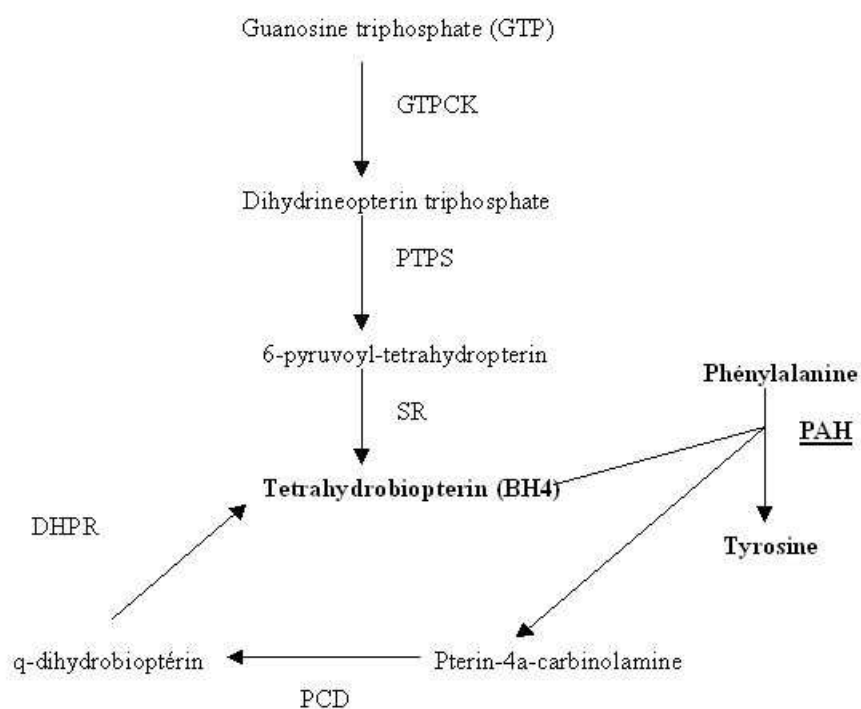 Guanosine triphosphate (GTP)
GTPCK
Dihydrineopterin triphosphate
PTPS
6-pyruvoyl-tetrahydropterin
Phénylalanine
SR
PAH
Tetrahydrobiopterin (BH4)
DHPR
Tyrosine
q-dihydrobioptérin
Pterin-4a-carbinolamine
PCD